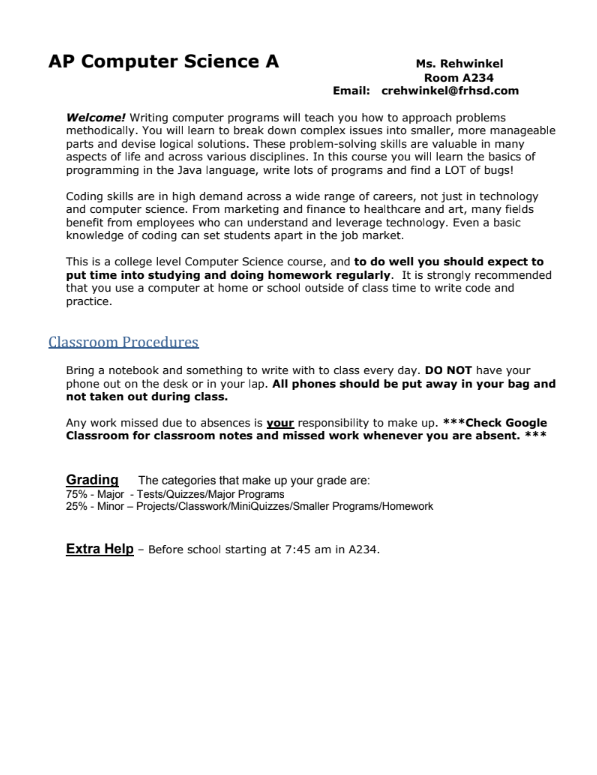 AP Computer Science A
Ms. Rehwinkel
Room A234
Email: crehwinkel@frhsd.com
Welcome! Writing computer programs will teach you how to approach problems
methodically. You will learn to break down complex issues into smaller, more manageable
parts and devise logical solutions. These problem-solving skills are valuable in many
aspects of life and across various disciplines. In this course you will learn the basics of
programming in the Java language, write lots of programs and find a LOT of bugs!
Coding skills are in high demand across a wide range of careers, not just in technology
and computer science. From marketing and finance to healthcare and art, many fields
benefit from employees who can understand and leverage technology. Even a basic
knowledge of coding can set students apart in the job market.
This is a college level Computer Science course, and to do well you should expect to
put time into studying and doing homework regularly. It is strongly recommended
that you use a computer at home or school outside of class time to write code and
practice.
Classroom Procedures
Bring a notebook and something to write with to class every day. DO NOT have your
phone out on the desk or in your lap. All phones should be put away in your bag and
not taken out during class.
Any work missed due to absences is your responsibility to make up. ***Check Google
Classroom for classroom notes and missed work whenever you are absent. ***
Grading The categories that make up your grade are:
75% - Major - Tests/Quizzes/Major Programs
25% - Minor – Projects/Classwork/MiniQuizzes/Smaller Programs/Homework
Extra Help – Before school starting at 7:45 am in A234.